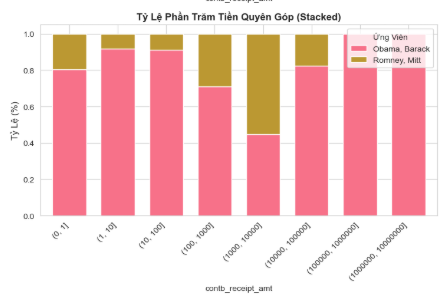 contb_receipt_amt
Tỷ Lệ Phần Trăm Tiền Quyên Góp (Stacked)
Ứng Viên
Obama, Barack
Romney, Mitt
Tỷ Lệ (%)
1.0
0.8
0.6
0.4
0.2
0.0
(0, 1]
(1, 10]
(10, 100]
(100, 1000]
(1000, 10000]
(10000, 100000]
(100000, 1000000]
(1000000, 10000000]
contb_receipt_amt